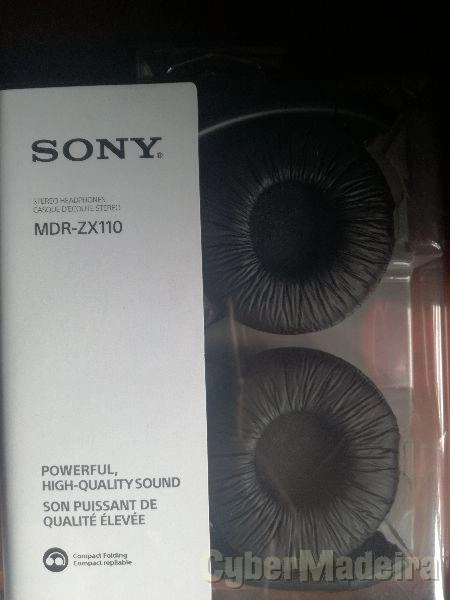 SONY®
STEREO HEADPHONES
CASQUE D'ÉCOUTE STÉRÉO
MDR-ZX110
POWERFUL,
HIGH-QUALITY SOUND
SON PUISSANT DE
QUALITÉ ÉLEVÉE
Compact Folding
Compact repliable
CyberMadeira